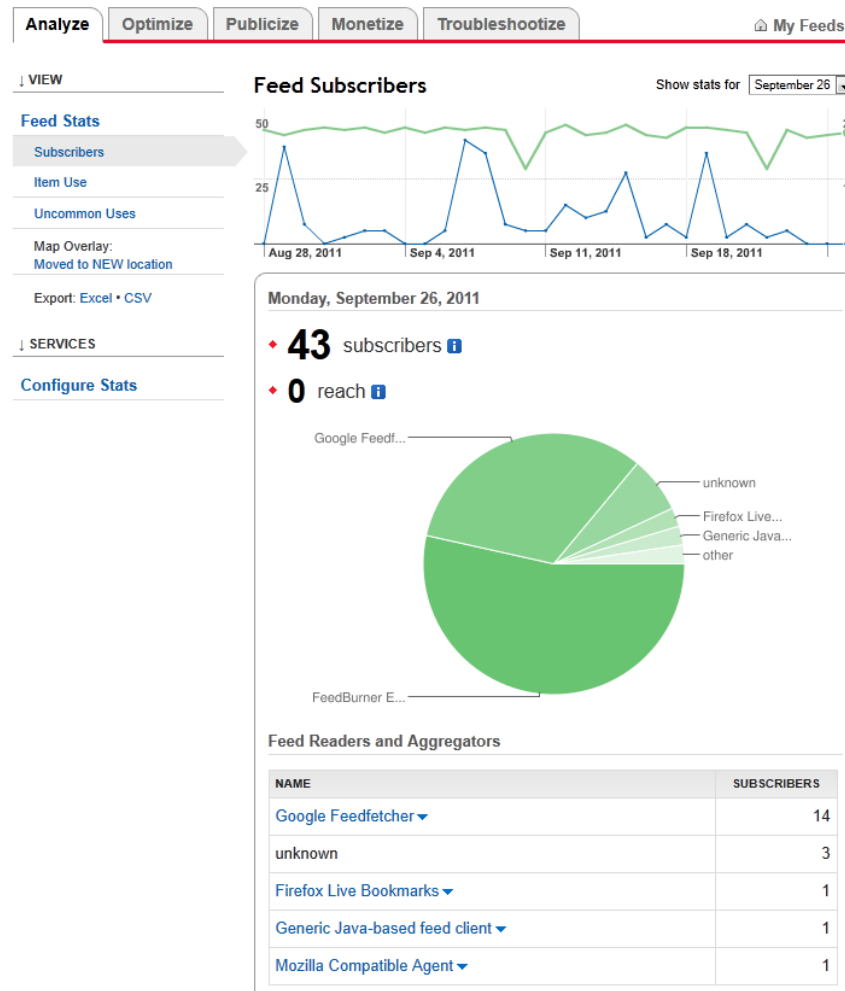 Analyze Optimize Publicize Monetize Troubleshootize My Feeds
↓ VIEW
Feed Stats
Subscribers
Item Use
Uncommon Uses
Map Overlay:
Moved to NEW location
Export: Excel • CSV
↓ SERVICES
Configure Stats
Feed Subscribers
Show stats for September 26
50
25
Aug 28, 2011 Sep 4, 2011 Sep 11, 2011 Sep 18, 2011
Monday, September 26, 2011
43 subscribers
0 reach
Google Feedf...
unknown
Firefox Live...
Generic Java...
other
FeedBurner E...
Feed Readers and Aggregators
NAME SUBSCRIBERS
Google Feedfetcher 14
unknown 3
Firefox Live Bookmarks 1
Generic Java-based feed client 1
Mozilla Compatible Agent 1